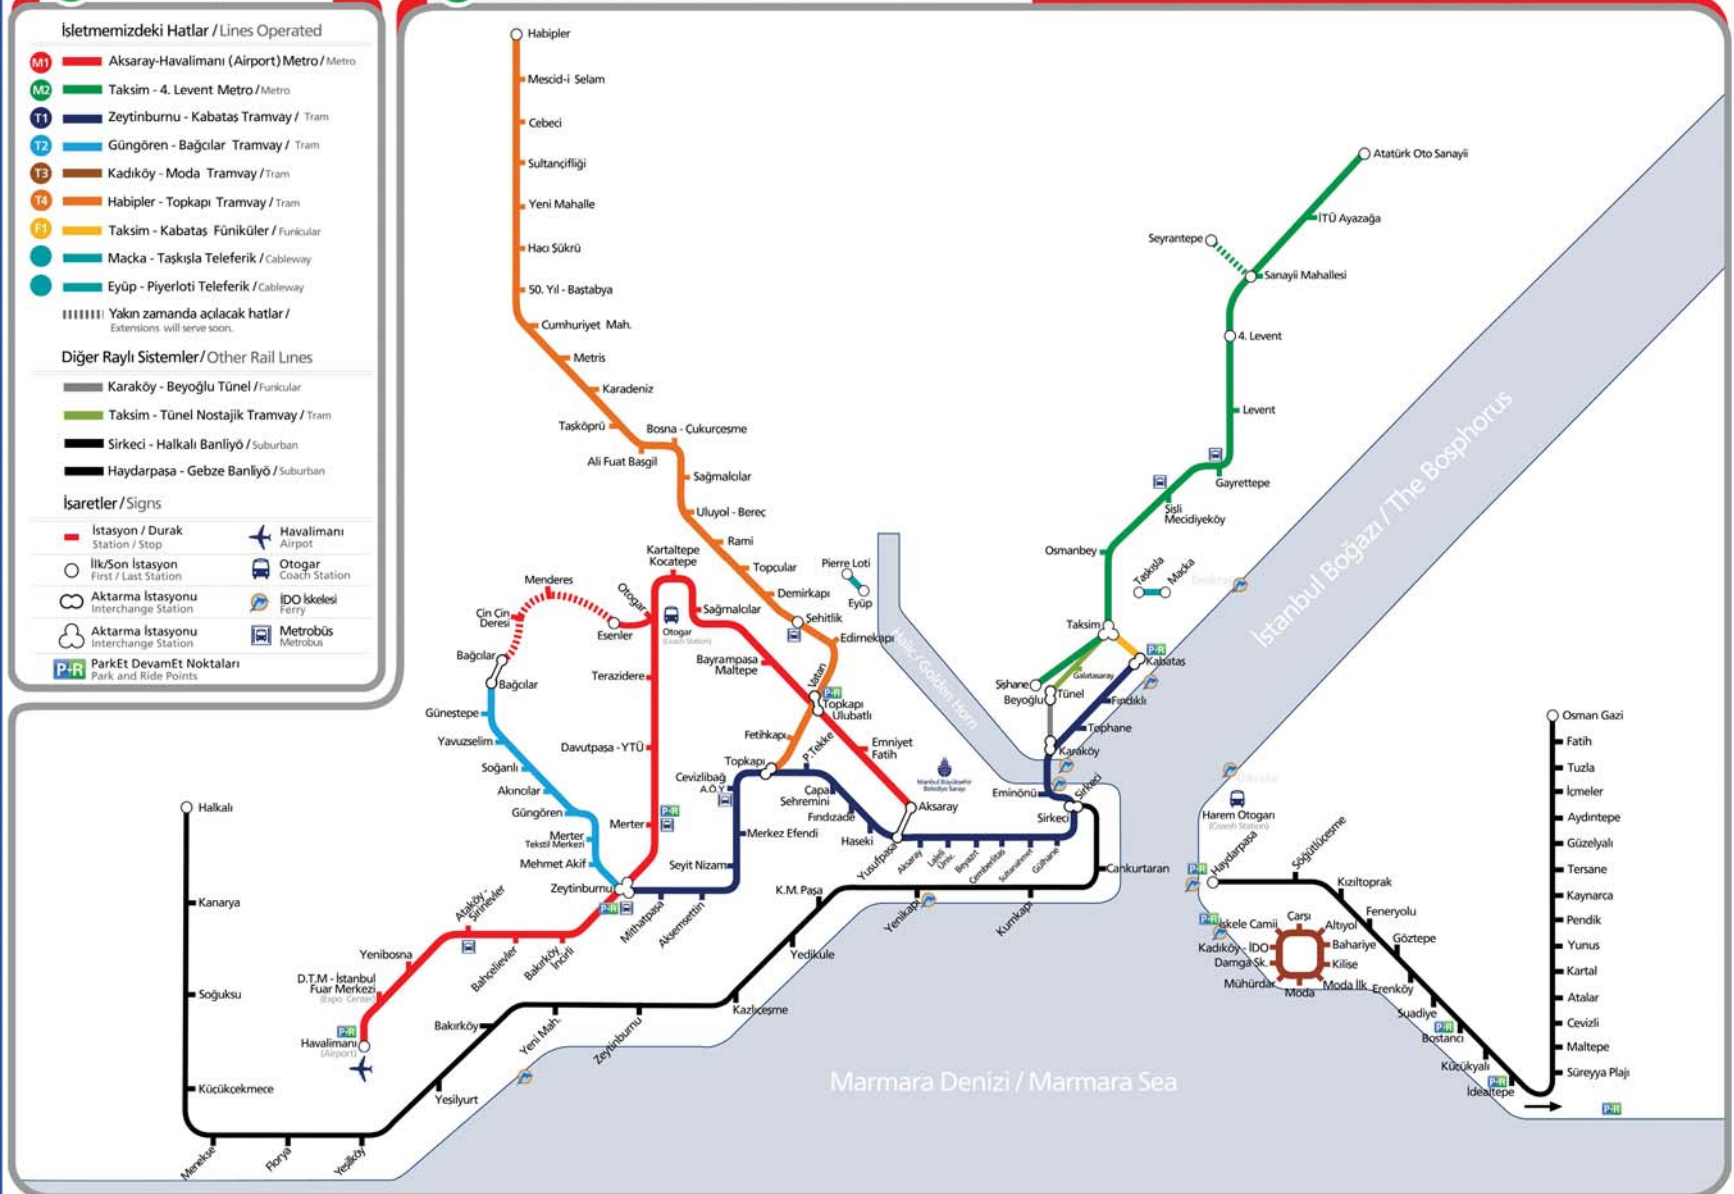 İşletmemizdeki Hatlar / Lines Operated
M1 Aksaray-Havalimanı (Airport) Metro / Metro
M2 Taksim - 4. Levent Metro / Metro
T1 Zeytinburnu - Kabataş Tramvay / Tram
T2 Güngören - Bağcılar Tramvay / Tram
T3 Kadıköy - Moda Tramvay / Tram
T4 Habipler - Topkapı Tramvay / Tram
F1 Taksim - Kabataş Füniküler / Funicular
Maçka - Taşkışla Teleferik / Cableway
Eyüp - Piyerloti Teleferik / Cableway
Yakın zamanda açılacak hatlar /
Extensions will serve soon.
Diğer Raylı Sistemler / Other Rail Lines
Karaköy - Beyoğlu Tünel / Funicular
Taksim - Tünel Nostajik Tramvay / Tram
Sirkeci - Halkalı Banliyö / Suburban
Haydarpaşa - Gebze Banliyö / Suburban
İşaretler / Signs
İstasyon / Durak
Station / Stop
Havalimanı
Airpot
İlk/Son İstasyon
First / Last Station
Otogar
Coach Station
Aktarma İstasyonu
Interchange Station
İDO İskelesi
Ferry
Aktarma İstasyonu
Interchange Station
Metrobüs
Metrobus
P+R ParkEt DevamEt Noktaları
Park and Ride Points
Habipler
Mescid-i Selam
Cebeci
Sultançifliği
Yeni Mahalle
Hacı Şükrü
50. Yıl - Baştabya
Cumhuriyet Mah.
Metris
Karadeniz
Taşköprü
Bosna - Çukurçeşme
Ali Fuat Başgil
Sağmalcılar
Uluyol - Bereç
Rami
Topcular
Demirkapı
Şehitlik
Edirnekapı
Vatan
P+R
Topkapı
Ulubatlı
Fetihkapı
Topkapı
Atatürk Oto Sanayii
İTÜ Ayazağa
Seyrantepe
Sanayii Mahallesi
4. Levent
Levent
Gayrettepe
Şişli
Mecidiyeköy
Osmanbey
Taşkışla
Maçka
Taksim
P+R
Kabataş
Galatasaray
Şişhane
Beyoğlu
Tünel
Fındıklı
Tophane
Karaköy
Eminönü
Sirkeci
Sirkeci
Pierre Loti
Eyüp
Haliç / Golden Horn
İstanbul Boğazı / The Bosphorus
Kartaltepe
Kocatepe
Menderes
Otogar
Çin Çin
Deresi
Esenler
Otogar
(Coach Station)
Sağmalcılar
Bağcılar
Bağcılar
Bayrampaşa
Maltepe
Terazidere
Güneştepe
Yavuzselim
Soğanlı
Akıncılar
Güngören
Merter
Tekstil Merkezi
Mehmet Akif
Zeytinburnu
P+R
Davutpaşa - YTÜ
Merter
P+R
Cevizlibağ
A.Ö.Y
P.Tekke
Emniyet
Fatih
Çapa
Şehremini
Fındızade
Haseki
Yusufpaşa
Aksaray
İstanbul Büyükşehir
Belediye Sarayı
Aksaray
Laleli
Üniv.
Beyazıt
Çemberlitaş
Sultanahmet
Gülhane
Merkez Efendi
Seyit Nizam
Mithatpaşa
Akşemsettin
Ataköy -
Şirinevler
Yenibosna
Bahçelievler
Bakırköy
İncirli
D.T.M - İstanbul
Fuar Merkezi
(Expo Center)
P+R
Havalimanı
(Airport)
Halkalı
Kanarya
Soğuksu
Küçükçekmece
Menekşe
Florya
Yeşilköy
Yeşilyurt
Bakırköy
Yeni Mah.
Zeytinburnu
Kazlıçeşme
Yedikule
K.M. Paşa
Yenikapı
Kumkapı
Cankurtaran
Marmara Denizi / Marmara Sea
Harem Otogarı
(Coach Station)
P+R
Haydarpaşa
Söğütlüçeşme
Kızıltoprak
Feneryolu
Göztepe
Erenköy
Suadiye
P+R
Bostancı
Küçükyalı
P+R
İdealtepe
P+R
İskele Camii
Çarşı
Altıyol
Kadıköy - İDO
Bahariye
Damga Sk.
Kilise
Mühürdar
Moda
Moda İlk
Osman Gazi
Fatih
Tuzla
İçmeler
Aydıntepe
Güzelyalı
Tersane
Kaynarca
Pendik
Yunus
Kartal
Atalar
Cevizli
Maltepe
Süreyya Plajı
P+R